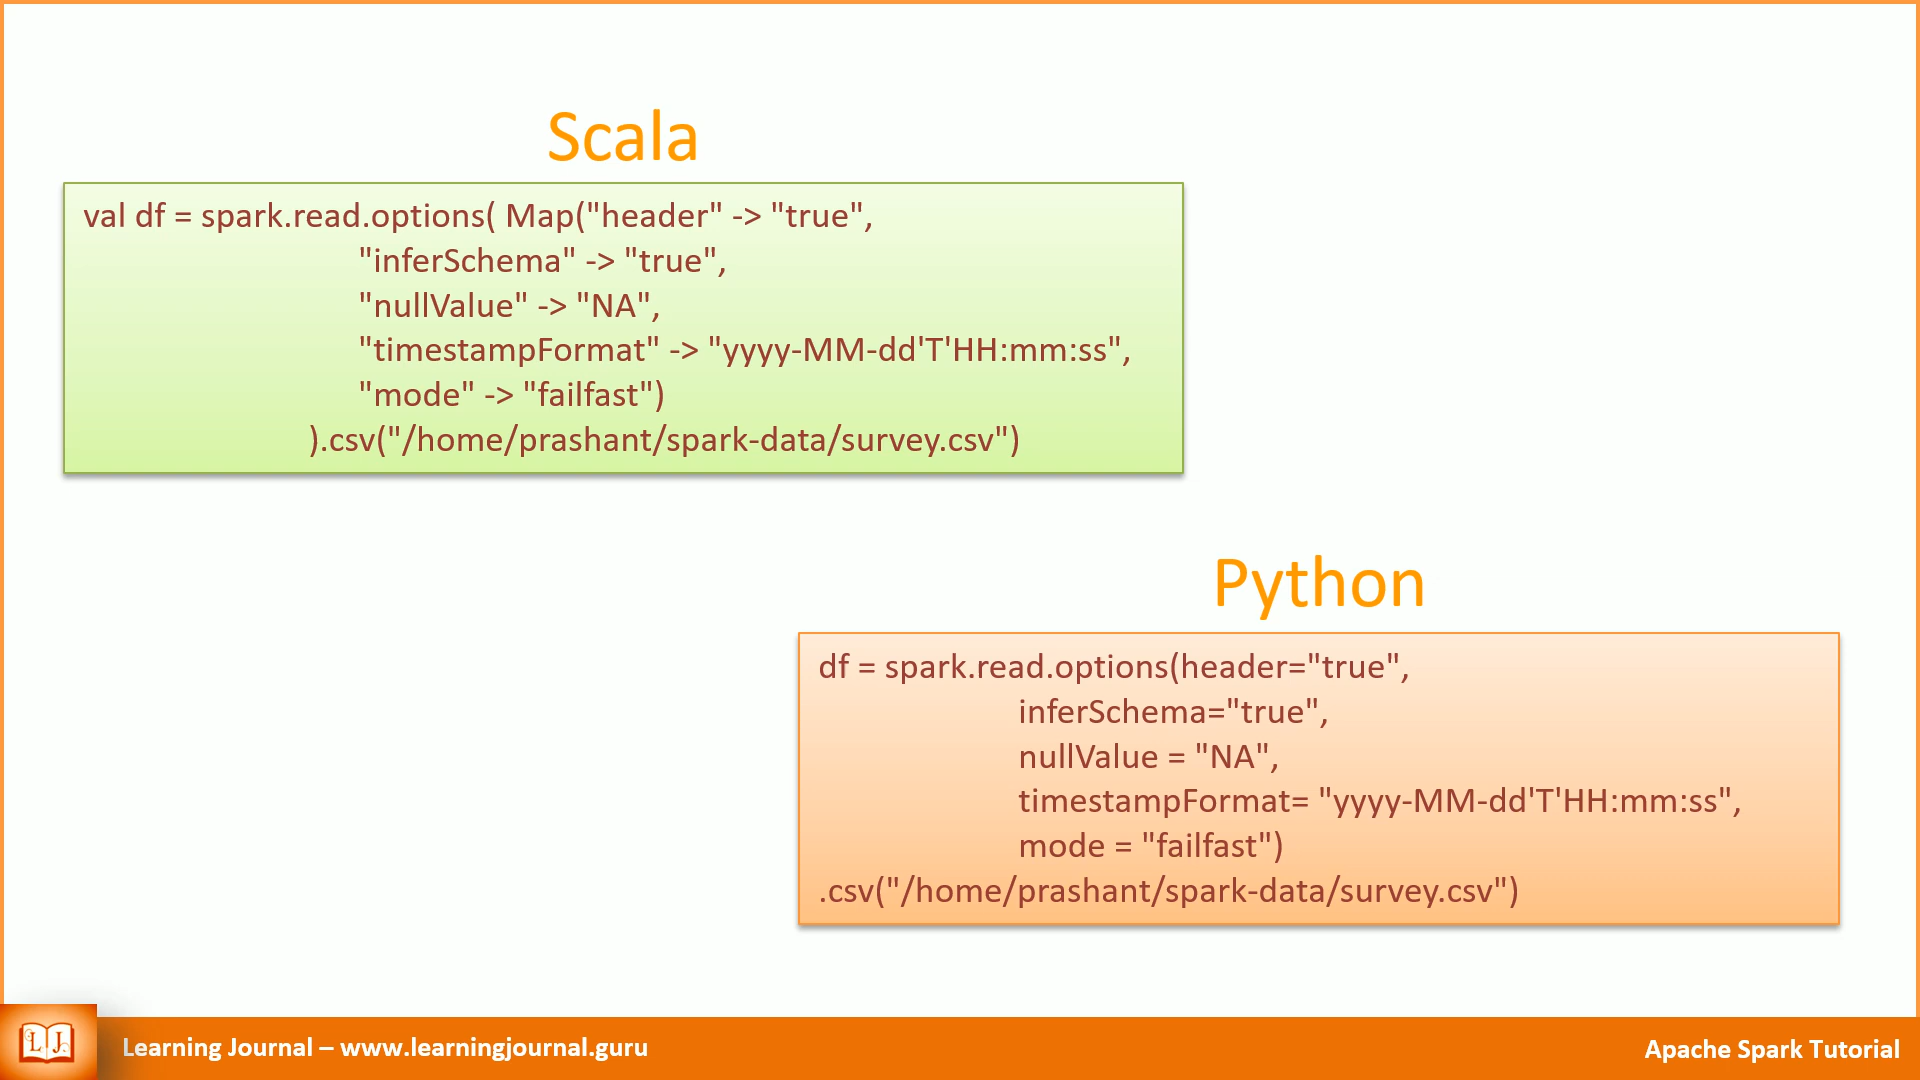 Scala
val df = spark.read.options( Map("header" -> "true",
"inferSchema" -> "true",
"nullValue" -> "NA",
"timestampFormat" -> "yyyy-MM-dd'T'HH:mm:ss",
"mode" -> "failfast")
).csv("/home/prashant/spark-data/survey.csv")
Python
df = spark.read.options(header="true",
inferSchema="true",
nullValue = "NA",
timestampFormat= "yyyy-MM-dd'T'HH:mm:ss",
mode = "failfast")
.csv("/home/prashant/spark-data/survey.csv")
LJ
Learning Journal – www.learningjournal.guru
Apache Spark Tutorial